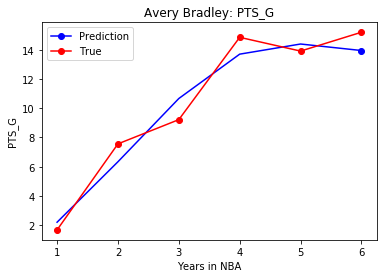 Avery Bradley: PTS_G
Prediction
True
PTS_G
14
12
10
8
6
4
2
1 2 3 4 5 6
Years in NBA